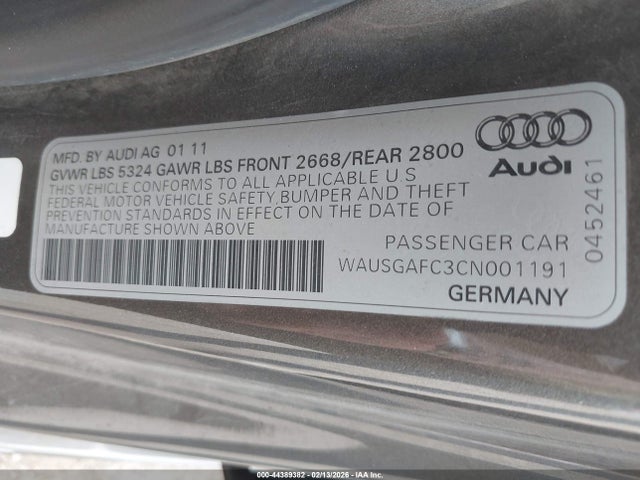 MFD. BY AUDI AG 01 11
GVWR LBS 5324 GAWR LBS FRONT 2668/REAR 2800
THIS VEHICLE CONFORMS TO ALL APPLICABLE U S
FEDERAL MOTOR VEHICLE SAFETY, BUMPER AND THEFT
PREVENTION STANDARDS IN EFFECT ON THE DATE OF
MANUFACTURE SHOWN ABOVE
Audi
0452461
PASSENGER CAR
WAUSGAFC3CN001191
GERMANY
000-44389382 - 02/13/2026 - IAA Inc.